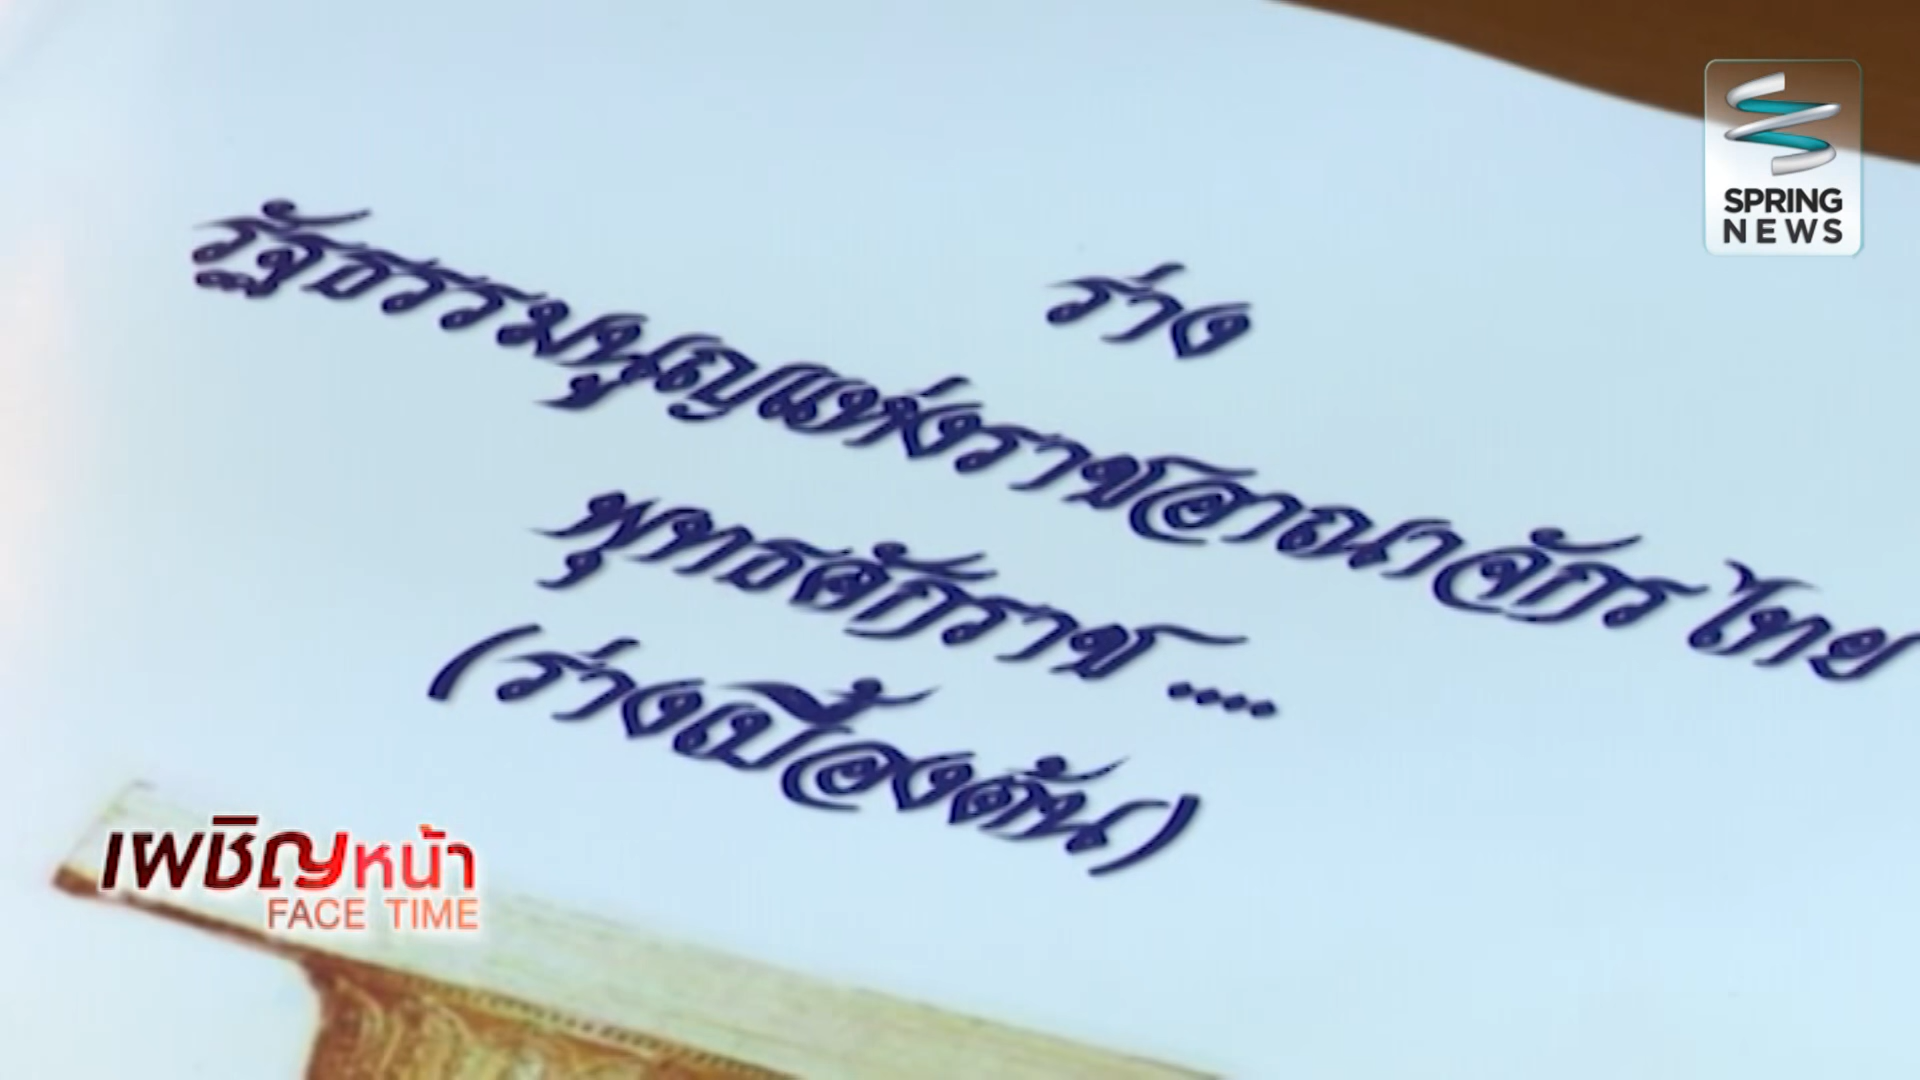 SPRING
NEWS
ร่าง
รัฐธรรมนูญแห่งราชอาณาจักรไทย
พุทธศักราช ....
(ร่างเบื้องต้น)
เผชิญหน้า
FACE TIME